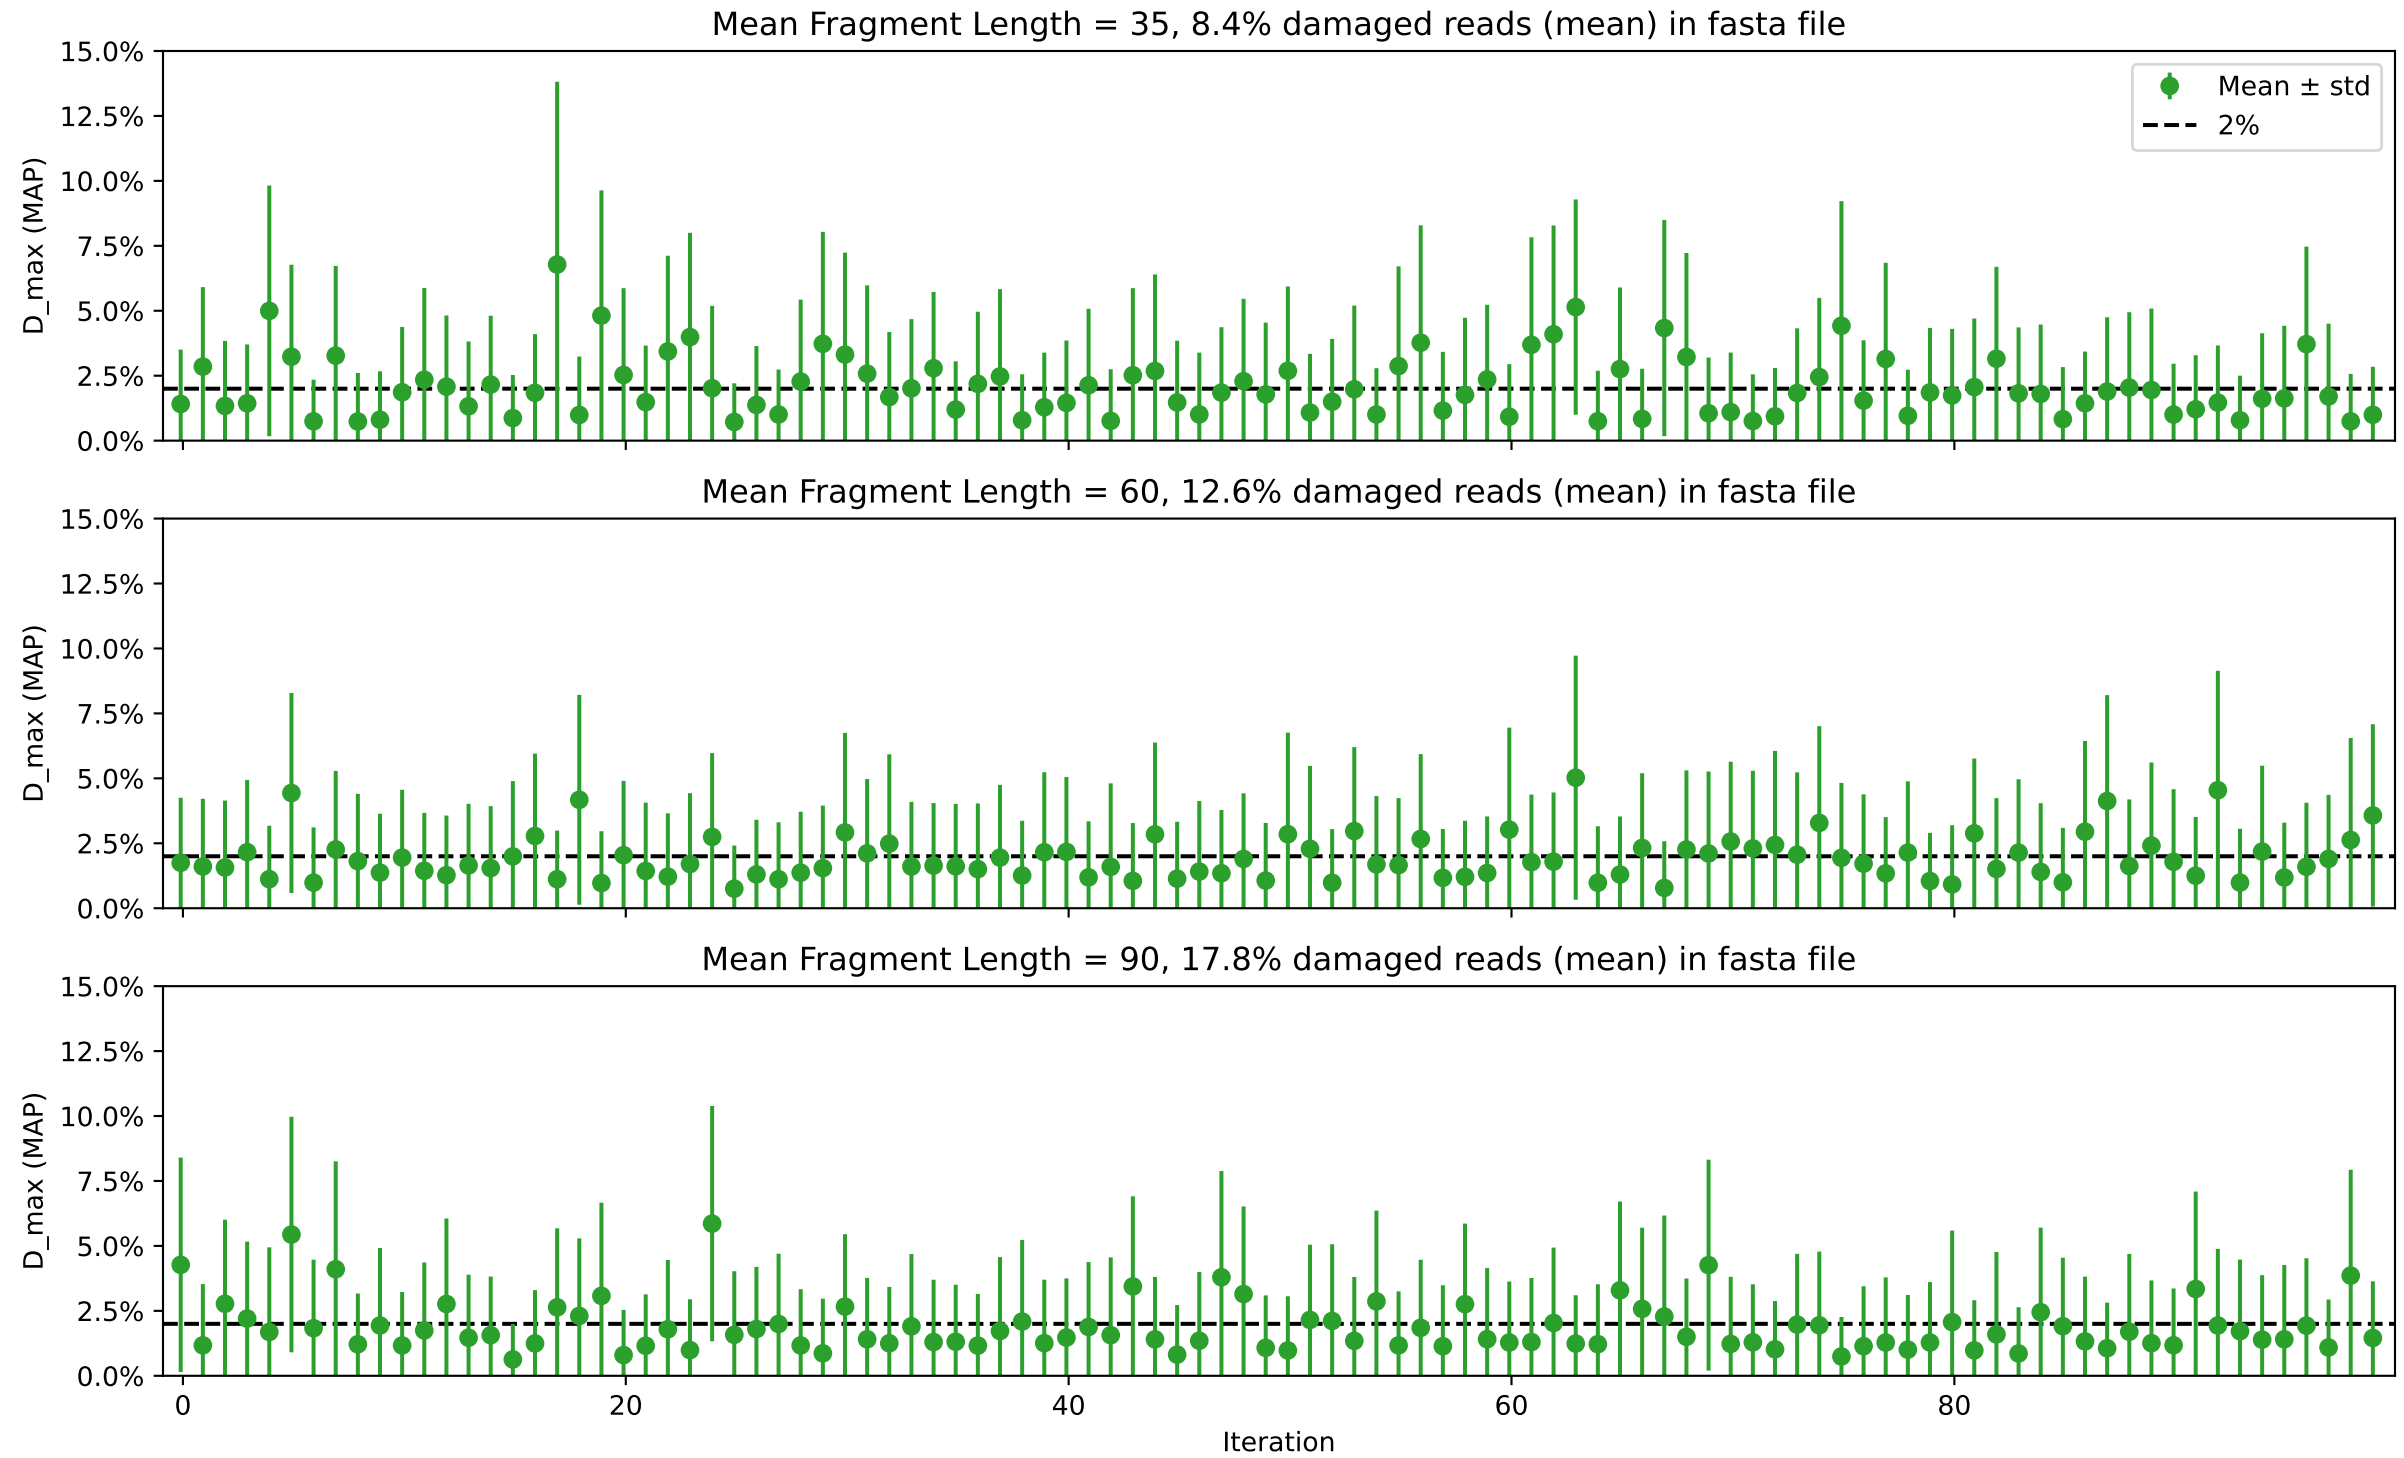 Mean Fragment Length = 35, 8.4% damaged reads (mean) in fasta file
15.0%
12.5%
10.0%
7.5%
5.0%
2.5%
0.0%
D_max (MAP)
Mean ± std
2%
Mean Fragment Length = 60, 12.6% damaged reads (mean) in fasta file
15.0%
12.5%
10.0%
7.5%
5.0%
2.5%
0.0%
D_max (MAP)
Mean Fragment Length = 90, 17.8% damaged reads (mean) in fasta file
15.0%
12.5%
10.0%
7.5%
5.0%
2.5%
0.0%
D_max (MAP)
0 20 40 60 80
Iteration